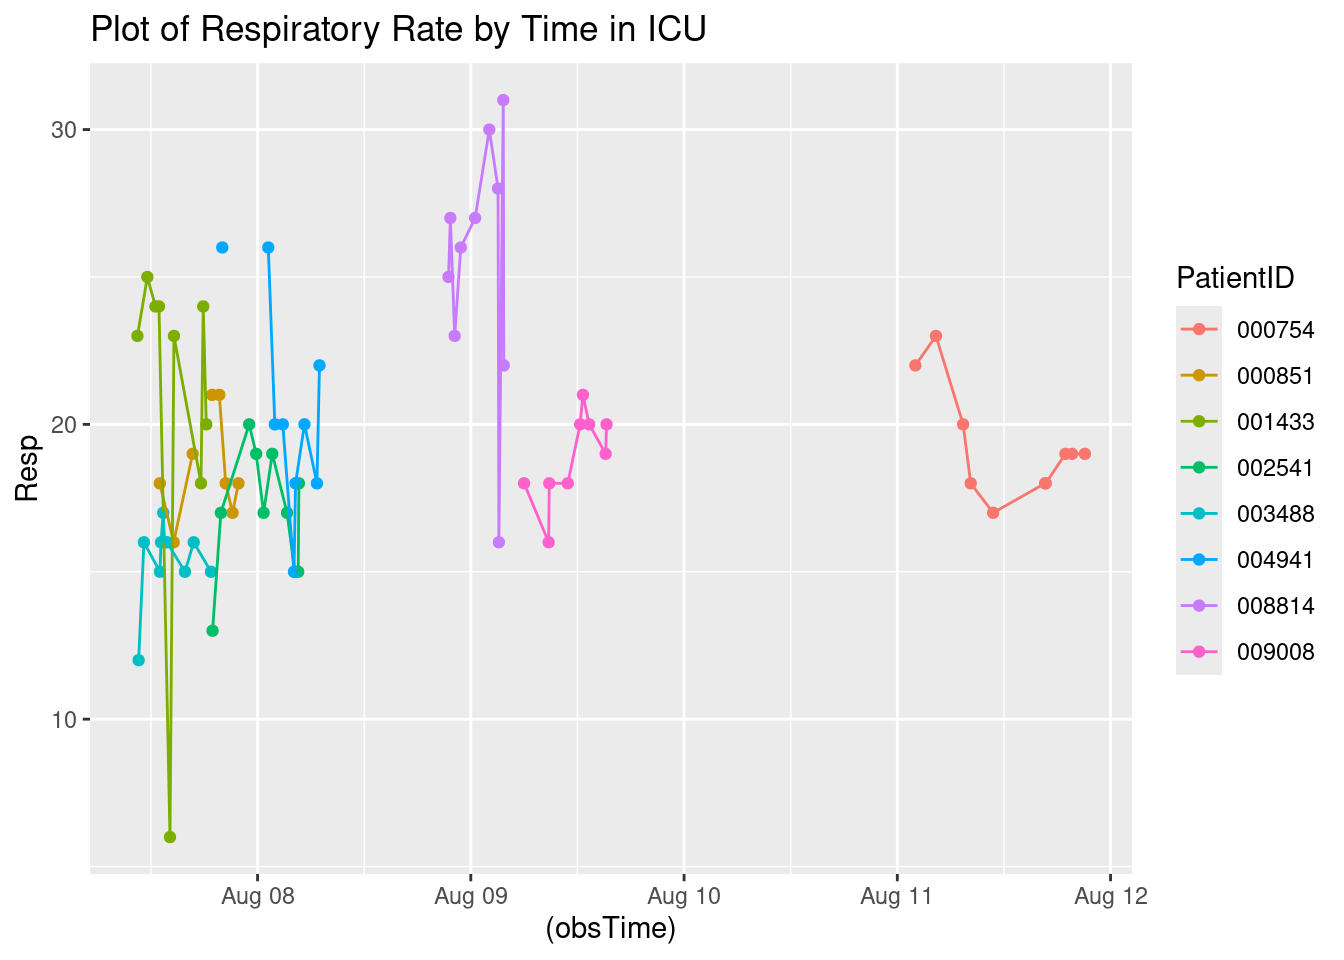 Plot of Respiratory Rate by Time in ICU
30
20
10
Resp
Aug 08
Aug 09
Aug 10
Aug 11
Aug 12
(obsTime)
PatientID
000754
000851
001433
002541
003488
004941
008814
009008